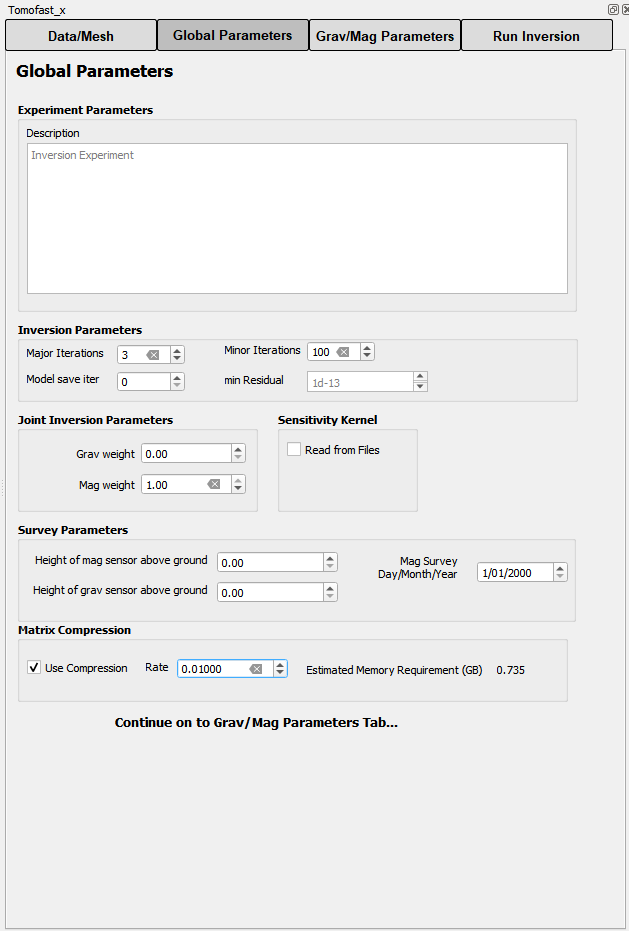 Tomofast_x
Data/Mesh
Global Parameters
Grav/Mag Parameters
Run Inversion
Global Parameters
Experiment Parameters
Description
Inversion Experiment
Inversion Parameters
Major Iterations 3
Minor Iterations 100
Model save iter 0
min Residual 1d-13
Joint Inversion Parameters
Grav weight 0.00
Mag weight 1.00
Sensitivity Kernel
Read from Files
Survey Parameters
Height of mag sensor above ground 0.00
Height of grav sensor above ground 0.00
Mag Survey
Day/Month/Year 1/01/2000
Matrix Compression
Use Compression Rate 0.01000 Estimated Memory Requirement (GB) 0.735
Continue on to Grav/Mag Parameters Tab...